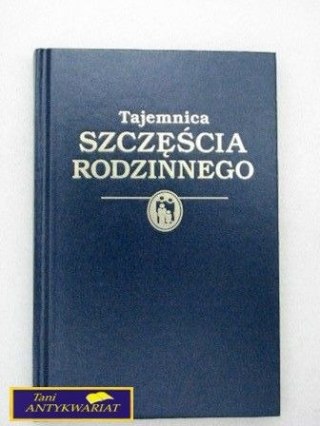 Tajemnica
SZCZĘŚCIA
RODZINNEGO
Tani
ANTYKWARIAT